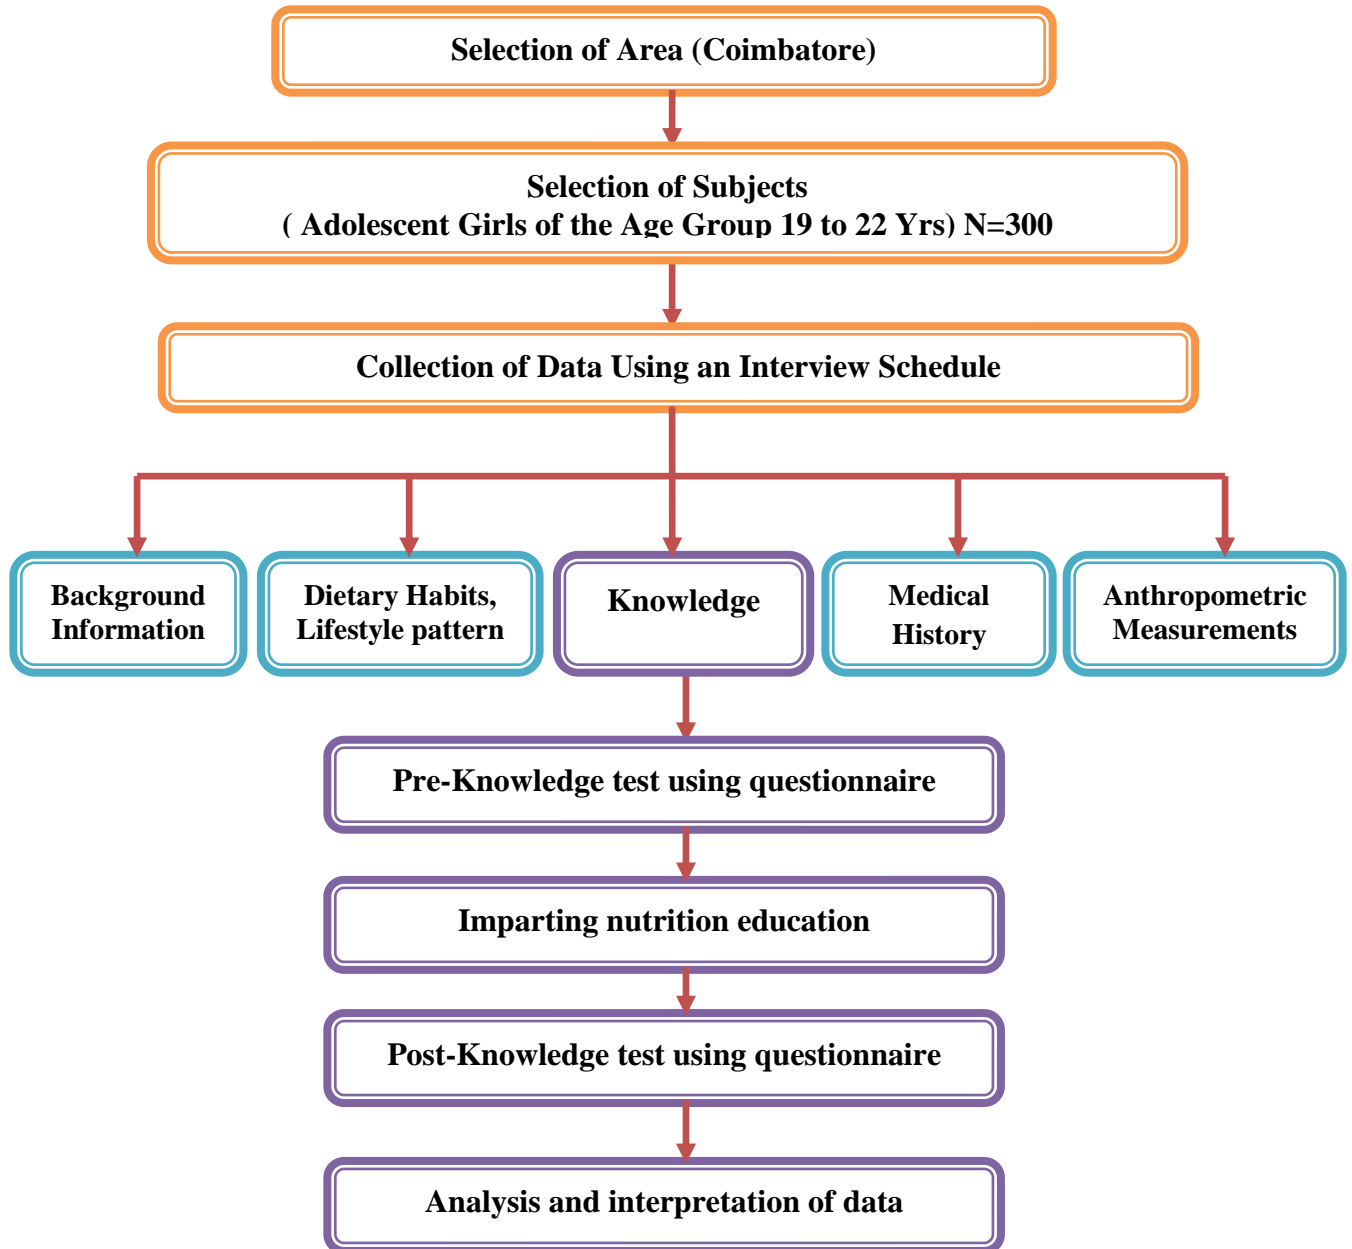 Selection of Area (Coimbatore)
Selection of Subjects
( Adolescent Girls of the Age Group 19 to 22 Yrs) N=300
Collection of Data Using an Interview Schedule
Background
Information
Dietary Habits,
Lifestyle pattern
Knowledge
Medical
History
Anthropometric
Measurements
Pre-Knowledge test using questionnaire
Imparting nutrition education
Post-Knowledge test using questionnaire
Analysis and interpretation of data